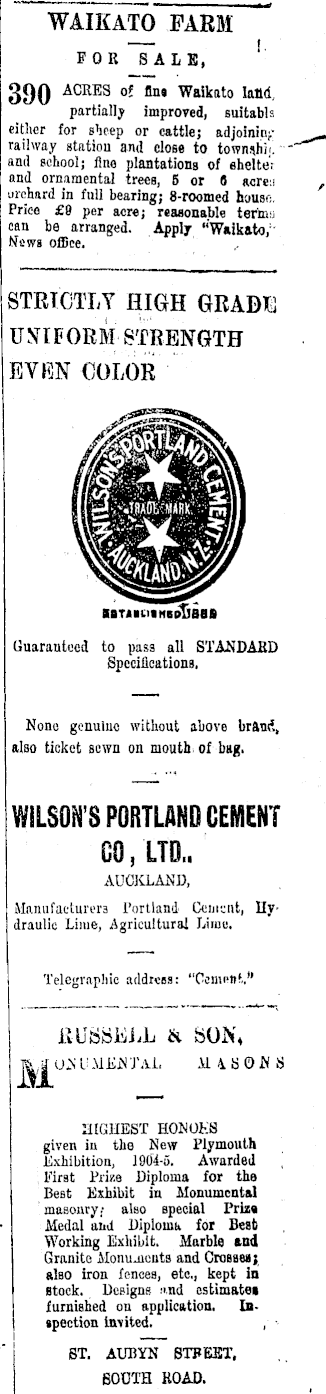 WAIKATO FARM
FOR SALE,
390 ACRES of fine Waikato land,
partially improved, suitable
either for sheep or cattle; adjoining
railway station and close to township
and school; fine plantations of shelter
and ornamental trees, 5 or 6 acres
orchard in full bearing; 8-roomed house.
Price £9 per acre; reasonable terms
can be arranged. Apply "Waikato,"
News office.
STRICTLY HIGH GRADE
UNIFORM STRENGTH
EVEN COLOR
WILSON'S PORTLAND CEMENT
TRADE MARK
AUCKLAND, N.Z.
ESTABLISHED 1889
Guaranteed to pass all STANDARD
Specifications.
None genuine without above brand,
also ticket sewn on mouth of bag.
WILSON'S PORTLAND CEMENT
CO, LTD.,
AUCKLAND,
Manufacturers Portland Cement, Hy-
draulic Lime, Agricultural Lime.
Telegraphic address: "Cement."
RUSSELL & SON,
MONUMENTAL MASONS
HIGHEST HONORS
given in the New Plymouth
Exhibition, 1904-5. Awarded
First Prize Diploma for the
Best Exhibit in Monumental
masonry; also special Prize
Medal and Diploma for Best
Working Exhibit. Marble and
Granite Monuments and Crosses;
also iron fences, etc., kept in
stock. Designs and estimates
furnished on application. In-
spection invited.
ST. AUBYN STREET,
SOUTH ROAD.